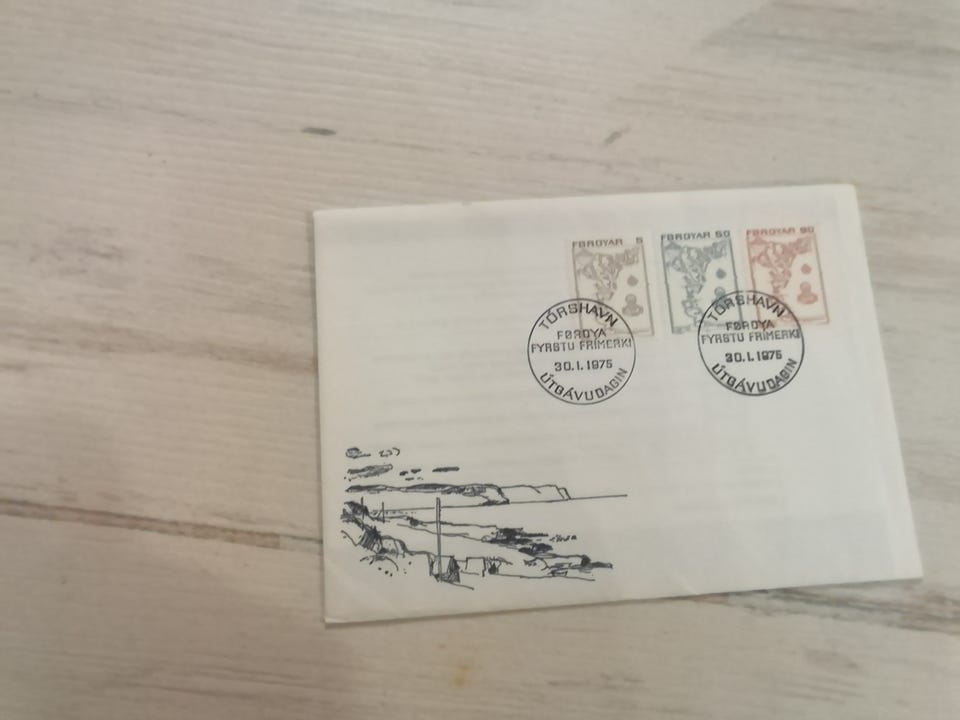 FØROYAR 5
FØROYAR 50
FØROYAR 90
TÓRSHAVN
FØROYA
FYRSTU FRÍMERKI
30.1.1975
ÚTGÁVUDAGIN
TÓRSHAVN
FØROYA
FYRSTU FRÍMERKI
30.1.1975
ÚTGÁVUDAGIN